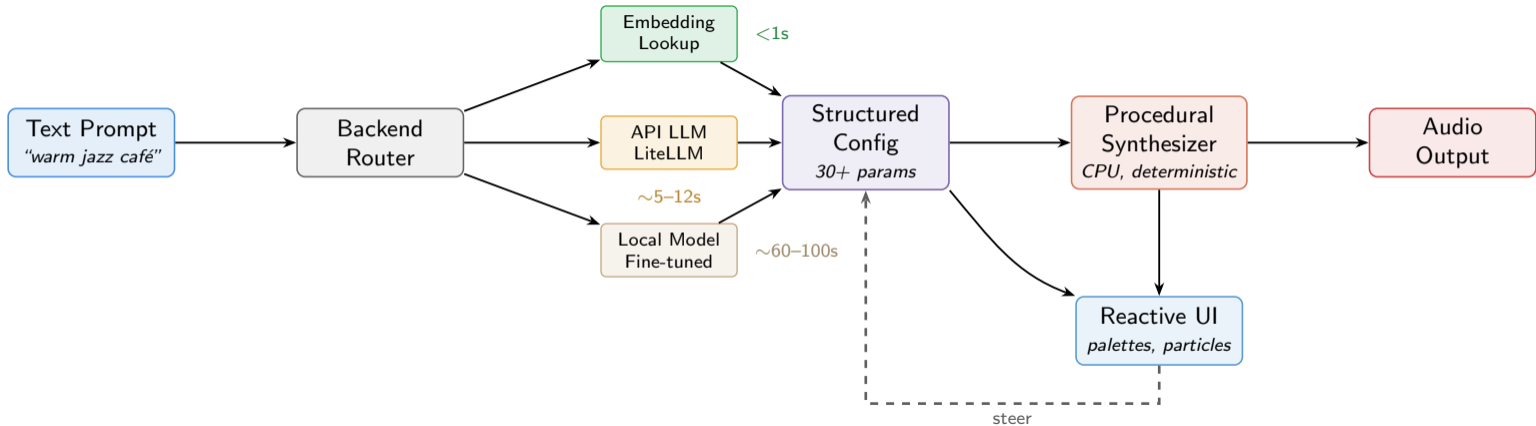 Text Prompt
“warm jazz café”
Backend
Router
Embedding
Lookup
<1s
API LLM
LiteLLM
∼5–12s
Local Model
Fine-tuned
∼60–100s
Structured
Config
30+ params
Procedural
Synthesizer
CPU, deterministic
Audio
Output
Reactive UI
palettes, particles
steer